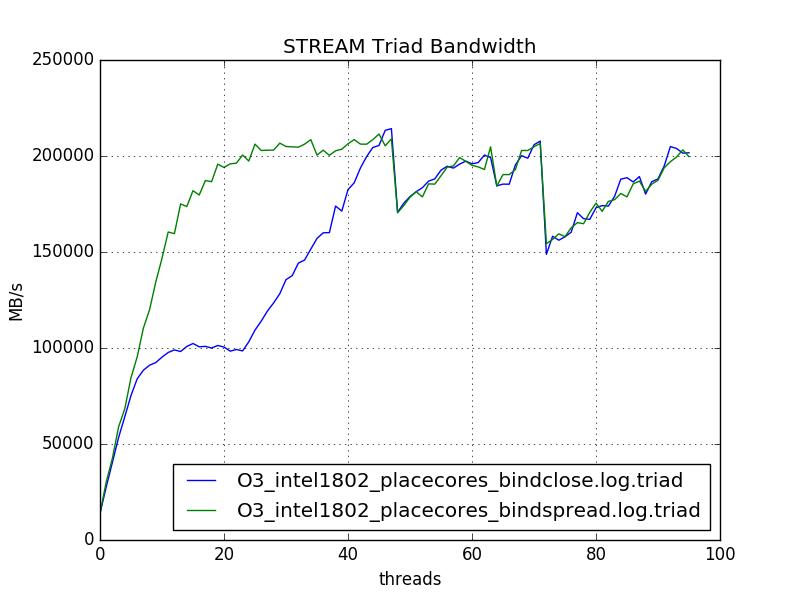 STREAM Triad Bandwidth
250000
200000
150000
100000
50000
0
MB/s
O3_intel1802_placecores_bindclose.log.triad
O3_intel1802_placecores_bindspread.log.triad
0 20 40 60 80 100
threads